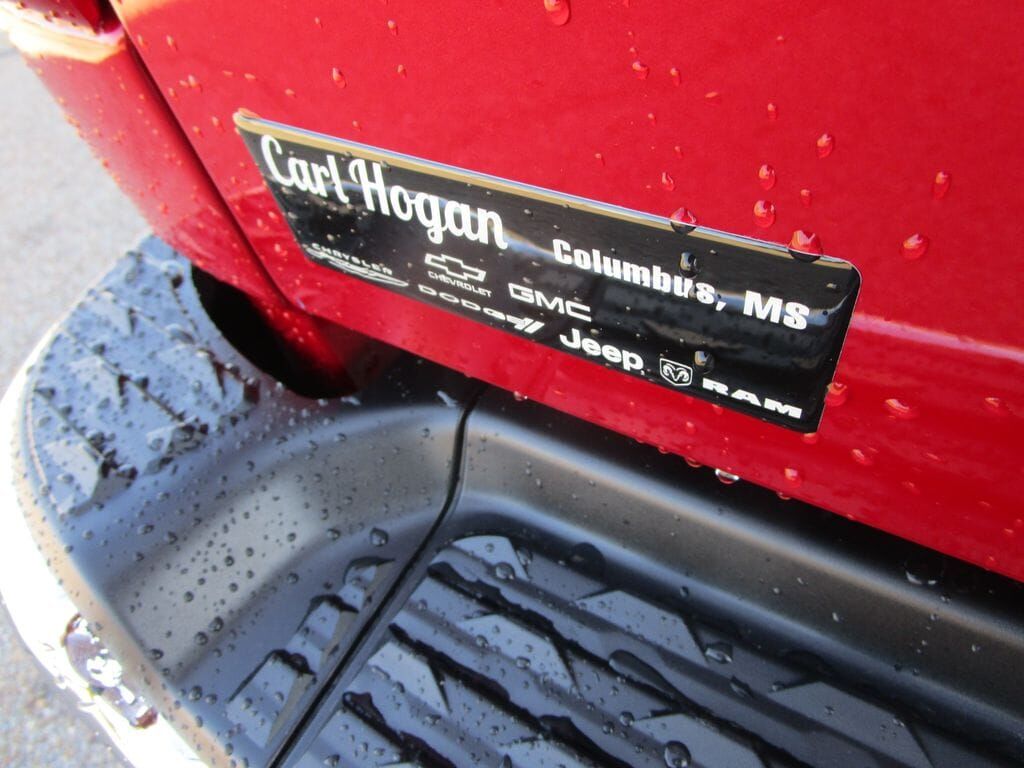 Carl Hogan
Columbus, MS
CHRYSLER
CHEVROLET
GMC
DODGE
Jeep
RAM